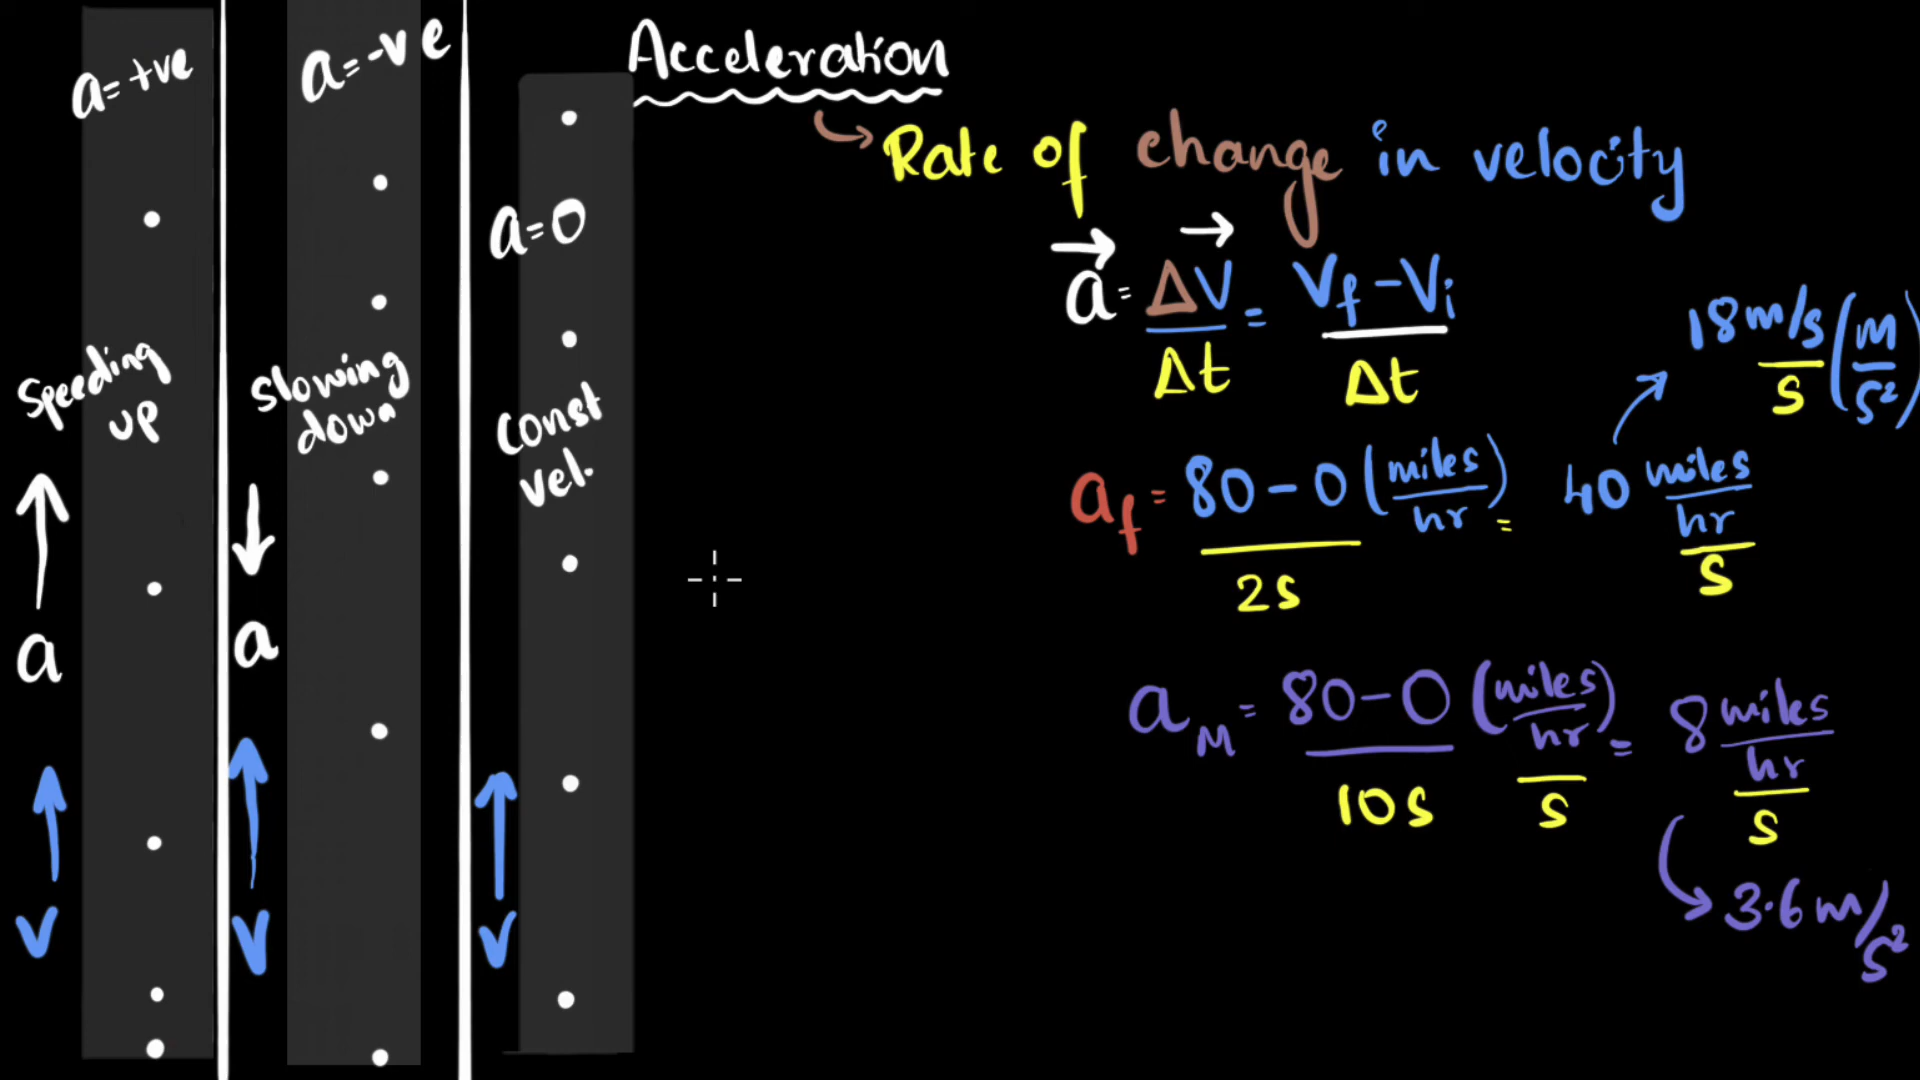 a=+ve
Speeding
up
a
v
a=-ve
Slowing
down
a
v
a=0
Const
vel.
v
Acceleration
Rate of change in velocity
a = Δv/Δt = Vf - Vi/Δt
af = 80 - 0/2s (miles/hr) = 40 miles/hr/s
18 m/s/s (m/s²)
aM = 80 - 0/10s (miles/hr)/s = 8 miles/hr/s
3.6 m/s²